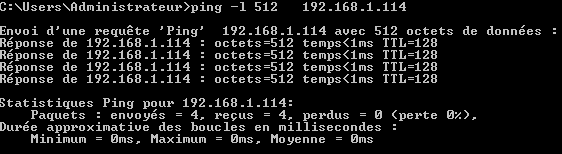 C:\Users\Administrateur>ping -l 512   192.168.1.114
Envoi d'une requête 'Ping'  192.168.1.114 avec 512 octets de données :
Réponse de 192.168.1.114 : octets=512 temps<1ms TTL=128
Réponse de 192.168.1.114 : octets=512 temps<1ms TTL=128
Réponse de 192.168.1.114 : octets=512 temps<1ms TTL=128
Réponse de 192.168.1.114 : octets=512 temps<1ms TTL=128
Statistiques Ping pour 192.168.1.114:
    Paquets : envoyés = 4, reçus = 4, perdus = 0 (perte 0%),
Durée approximative des boucles en millisecondes :
    Minimum = 0ms, Maximum = 0ms, Moyenne = 0ms